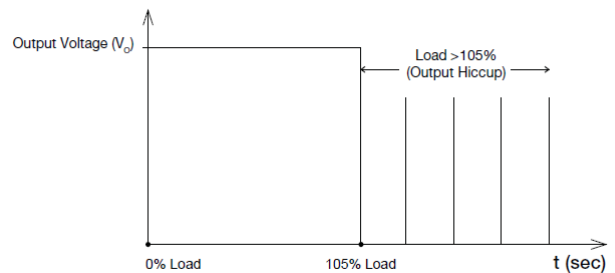 Output Voltage (VO)
Load >105%
(Output Hiccup)
0% Load
105% Load
t (sec)